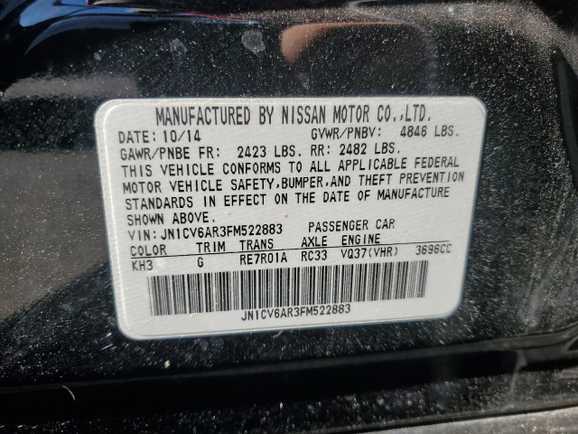 MANUFACTURED BY NISSAN MOTOR CO.,LTD.
DATE: 10/14 GVWR/PNBV: 4846 LBS.
GAWR/PNBE FR: 2423 LBS. RR: 2482 LBS.
THIS VEHICLE CONFORMS TO ALL APPLICABLE FEDERAL
MOTOR VEHICLE SAFETY,BUMPER,AND THEFT PREVENTION
STANDARDS IN EFFECT ON THE DATE OF MANUFACTURE
SHOWN ABOVE.
VIN: JN1CV6AR3FM522883 PASSENGER CAR
COLOR TRIM TRANS AXLE ENGINE
KH3 G RE7R01A RC33 VQ37(VHR) 3696CC
JN1CV6AR3FM522883